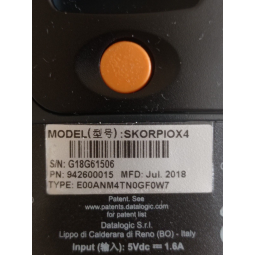 MODEL(型号):SKORPIOX4
S/N: G18G61506
PN: 942600015 MFD: Jul. 2018
TYPE: E00ANM4TN0GF0W7
Patent. See
www.patents.datalogic.com
for patent list.
Datalogic S.r.l.
Lippo di Calderara di Reno (BO) - Italy
Input (输入): 5Vdc ⎓ 1.6A